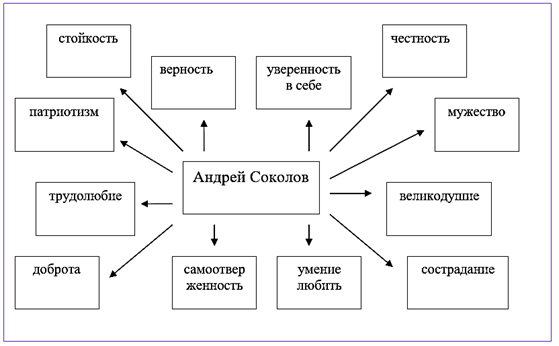 стойкость
верность
уверенность
в себе
честность
патриотизм
мужество
Андрей Соколов
трудолюбие
великодушие
доброта
самоотвер
женность
умение
любить
сострадание